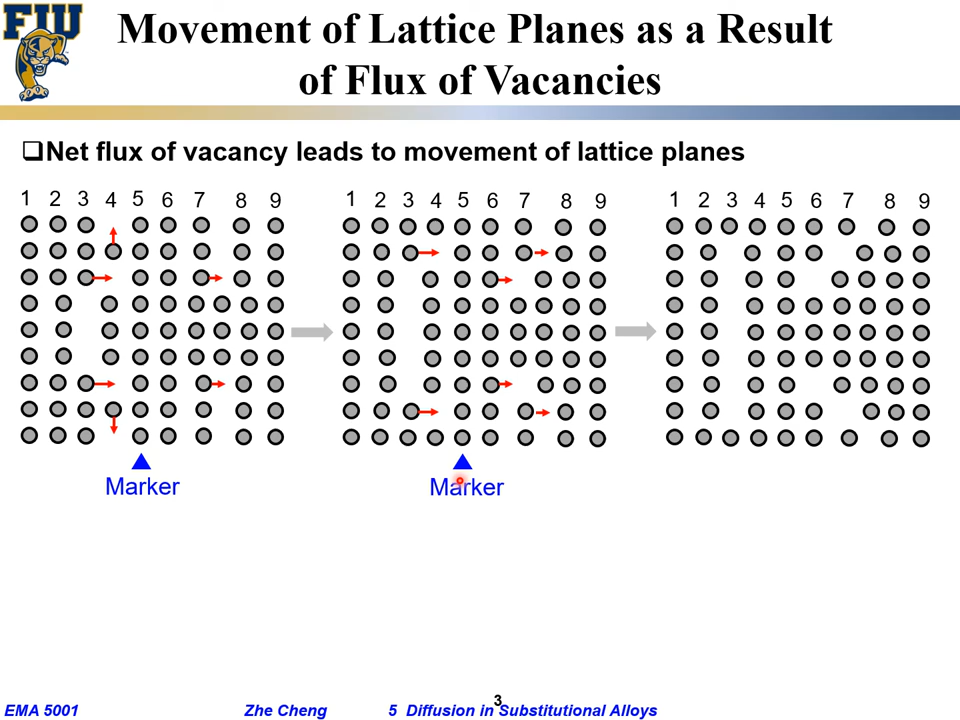 FIU
Movement of Lattice Planes as a Result
of Flux of Vacancies
❑Net flux of vacancy leads to movement of lattice planes
1 2 3 4 5 6 7 8 9
1 2 3 4 5 6 7 8 9
1 2 3 4 5 6 7 8 9
Marker
Marker
3
EMA 5001 Zhe Cheng 5 Diffusion in Substitutional Alloys